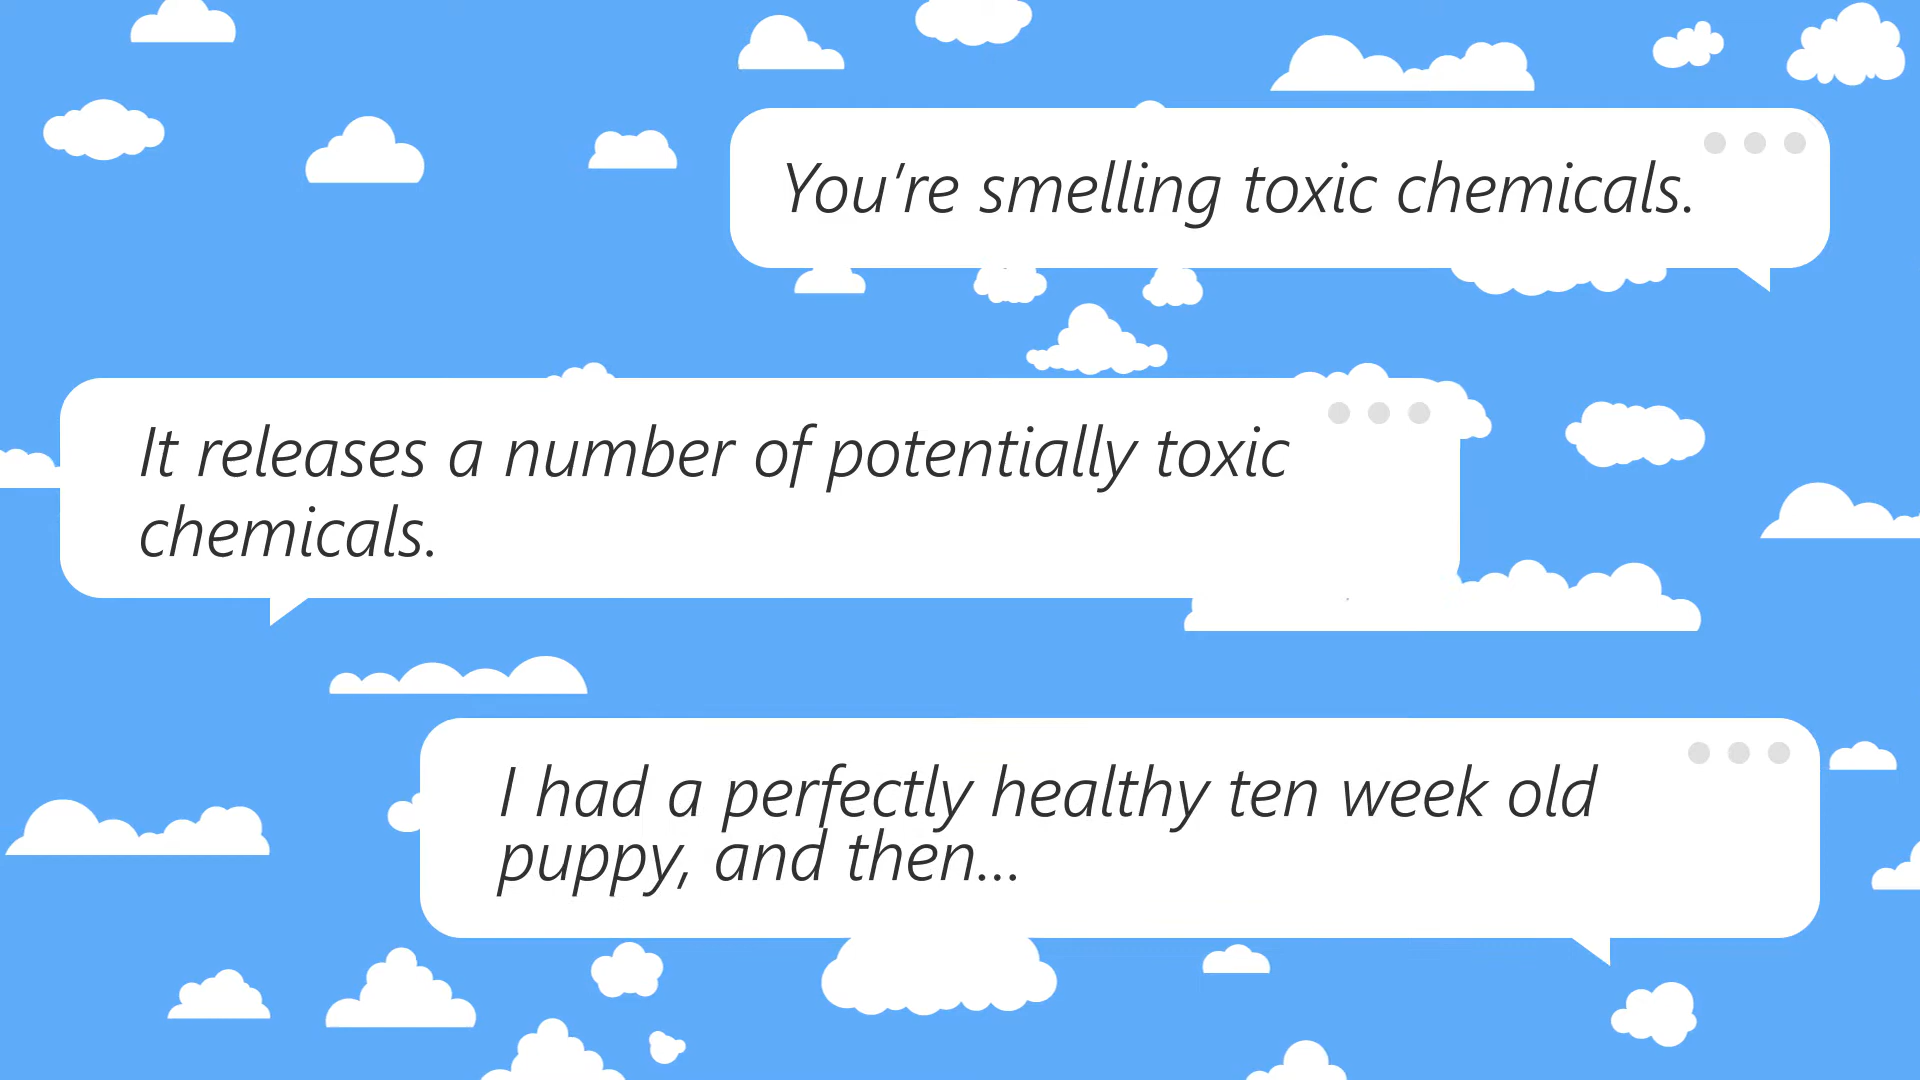 You're smelling toxic chemicals.
It releases a number of potentially toxic
chemicals.
I had a perfectly healthy ten week old
puppy, and then...